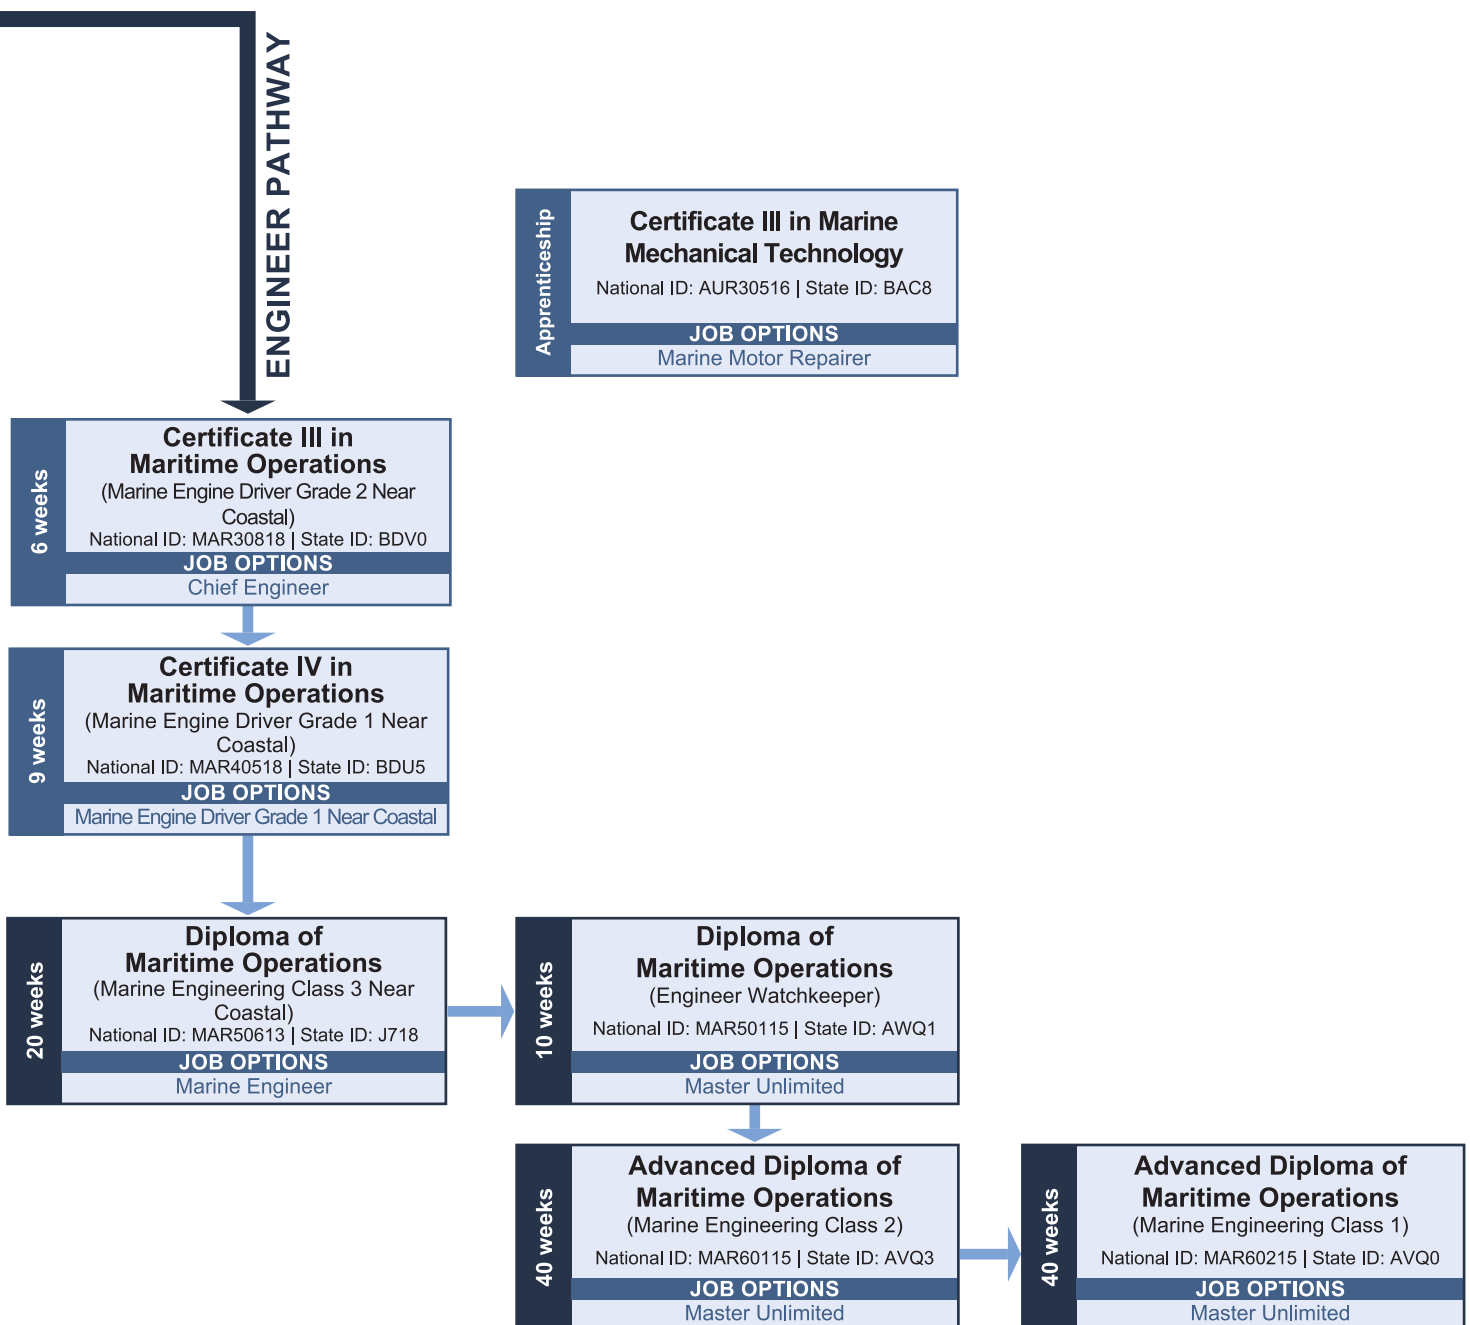 ENGINEER PATHWAY
Apprenticeship
Certificate III in Marine
Mechanical Technology
National ID: AUR30516 | State ID: BAC8
JOB OPTIONS
Marine Motor Repairer
6 weeks
Certificate III in
Maritime Operations
(Marine Engine Driver Grade 2 Near
Coastal)
National ID: MAR30818 | State ID: BDV0
JOB OPTIONS
Chief Engineer
9 weeks
Certificate IV in
Maritime Operations
(Marine Engine Driver Grade 1 Near
Coastal)
National ID: MAR40518 | State ID: BDU5
JOB OPTIONS
Marine Engine Driver Grade 1 Near Coastal
20 weeks
Diploma of
Maritime Operations
(Marine Engineering Class 3 Near
Coastal)
National ID: MAR50613 | State ID: J718
JOB OPTIONS
Marine Engineer
10 weeks
Diploma of
Maritime Operations
(Engineer Watchkeeper)
National ID: MAR50115 | State ID: AWQ1
JOB OPTIONS
Master Unlimited
40 weeks
Advanced Diploma of
Maritime Operations
(Marine Engineering Class 2)
National ID: MAR60115 | State ID: AVQ3
JOB OPTIONS
Master Unlimited
40 weeks
Advanced Diploma of
Maritime Operations
(Marine Engineering Class 1)
National ID: MAR60215 | State ID: AVQ0
JOB OPTIONS
Master Unlimited